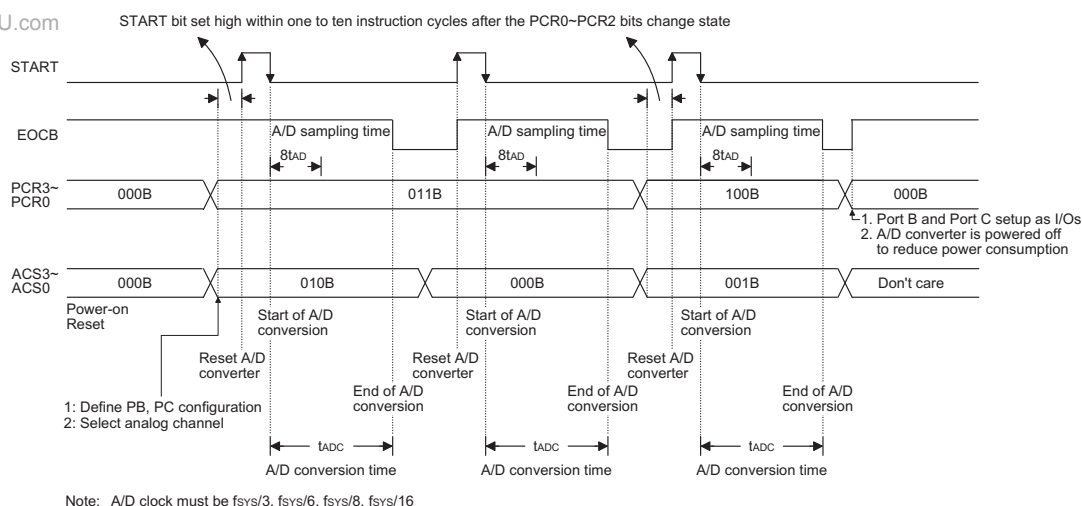 U.com
START bit set high within one to ten instruction cycles after the PCR0~PCR2 bits change state
START
EOCB
A/D sampling time
A/D sampling time
A/D sampling time
8tAD
8tAD
8tAD
PCR3~
PCR0
000B
011B
100B
000B
1. Port B and Port C setup as I/Os
2. A/D converter is powered off
to reduce power consumption
ACS3~
ACS0
000B
010B
000B
001B
Don't care
Power-on
Reset
Start of A/D
conversion
Start of A/D
conversion
Start of A/D
conversion
Reset A/D
converter
Reset A/D
converter
Reset A/D
converter
End of A/D
conversion
End of A/D
conversion
End of A/D
conversion
1: Define PB, PC configuration
2: Select analog channel
tADC
tADC
tADC
A/D conversion time
A/D conversion time
A/D conversion time
Note: A/D clock must be fSYS/3, fSYS/6, fSYS/8, fSYS/16